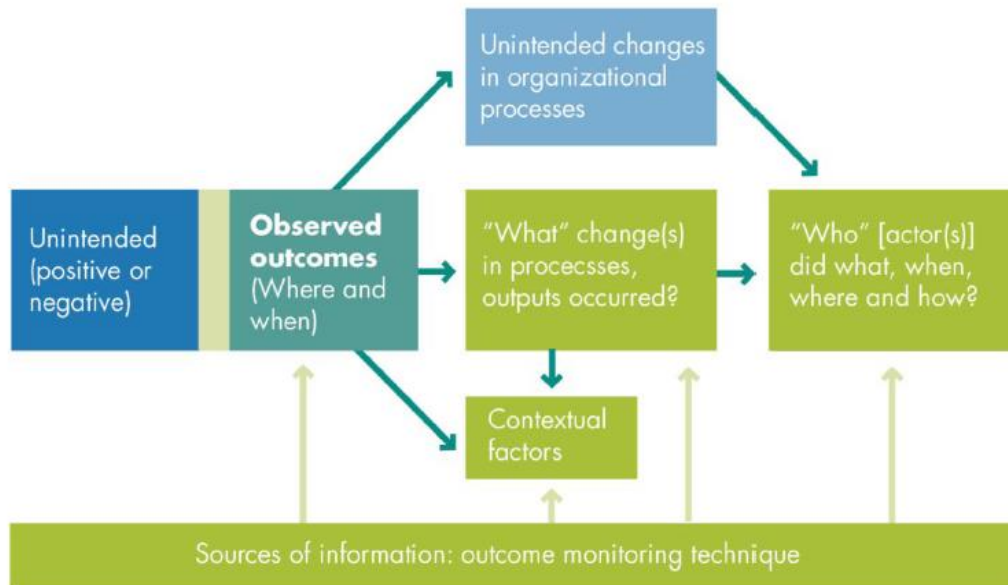 Unintended changes
in organizational
processes
Unintended
(positive or
negative)
Observed
outcomes
(Where and
when)
“What” change(s)
in procecsses,
outputs occurred?
“Who” [actor(s)]
did what, when,
where and how?
Contextual
factors
Sources of information: outcome monitoring technique